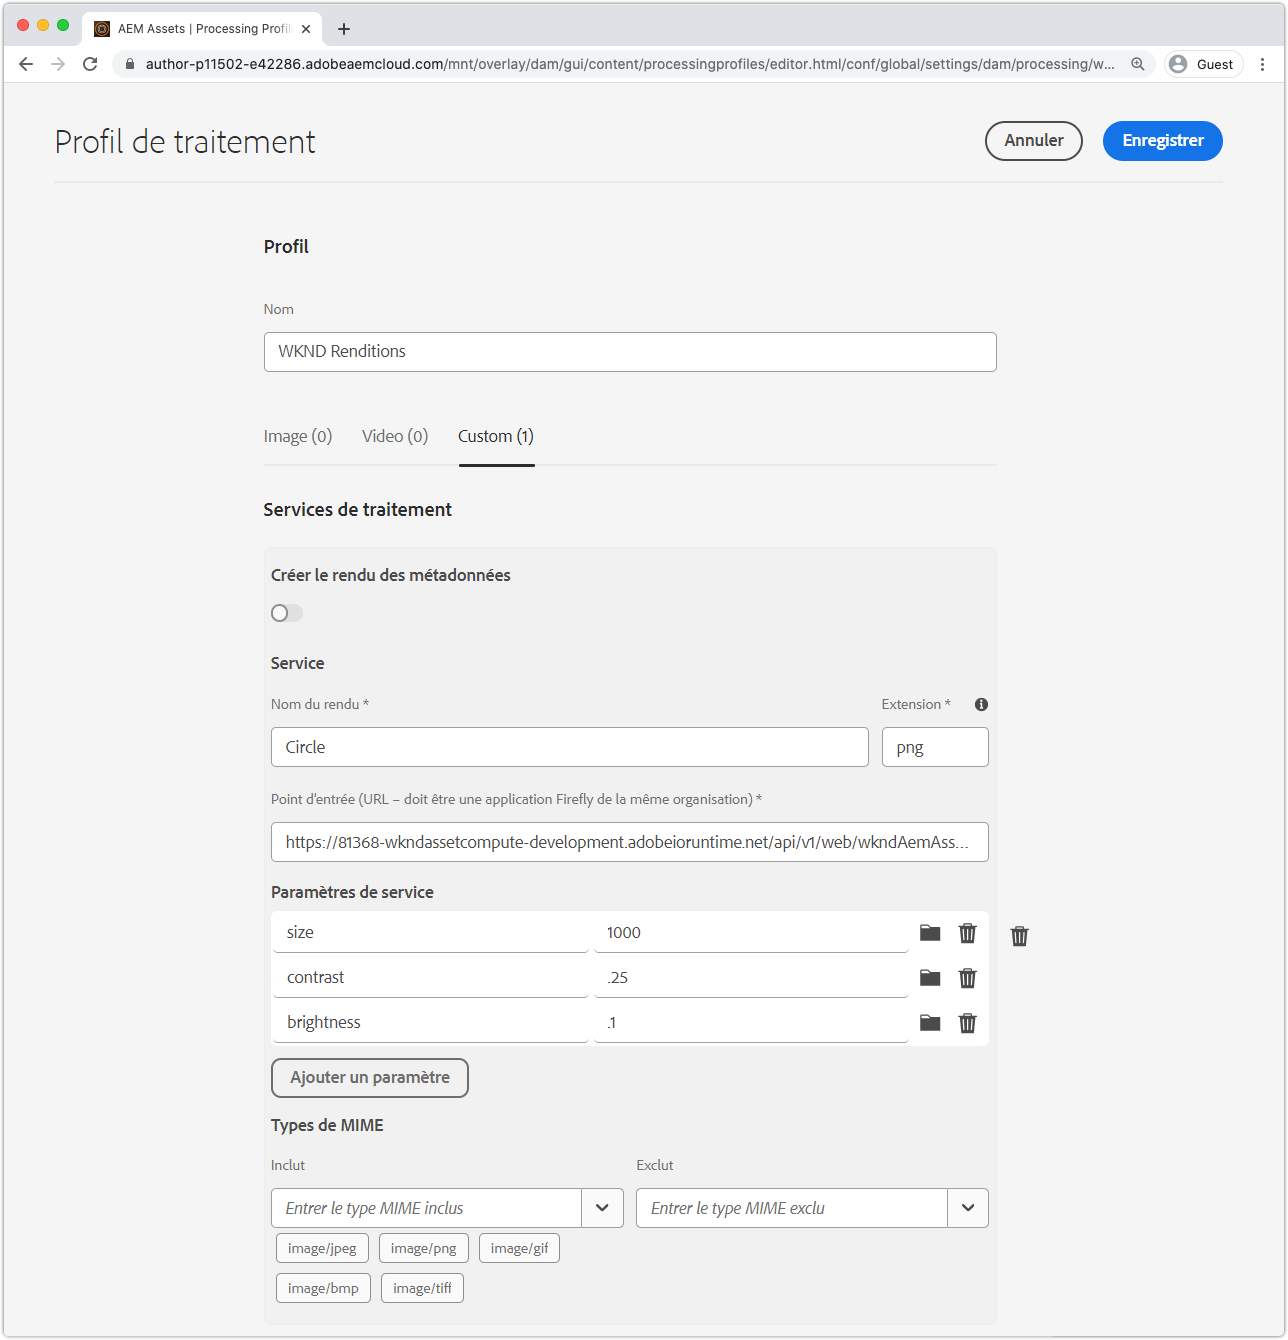 AEM Assets | Processing Profil
author-p11502-e42286.adobeaemcloud.com/mnt/overlay/dam/gui/content/processingprofiles/editor.html/conf/global/settings/dam/processing/w...
Guest
Profil de traitement
Annuler
Enregistrer
Profil
Nom
WKND Renditions
Image (0) Video (0) Custom (1)
Services de traitement
Créer le rendu des métadonnées
Service
Nom du rendu * Extension *
Circle png
Point d’entrée (URL – doit être une application Firefly de la même organisation) *
https://81368-wkndassetcompute-development.adobeioruntime.net/api/v1/web/wkndAemAss...
Paramètres de service
size 1000
contrast .25
brightness .1
Ajouter un paramètre
Types de MIME
Inclut Exclut
Entrer le type MIME inclus Entrer le type MIME exclu
image/jpeg image/png image/gif
image/bmp image/tiff